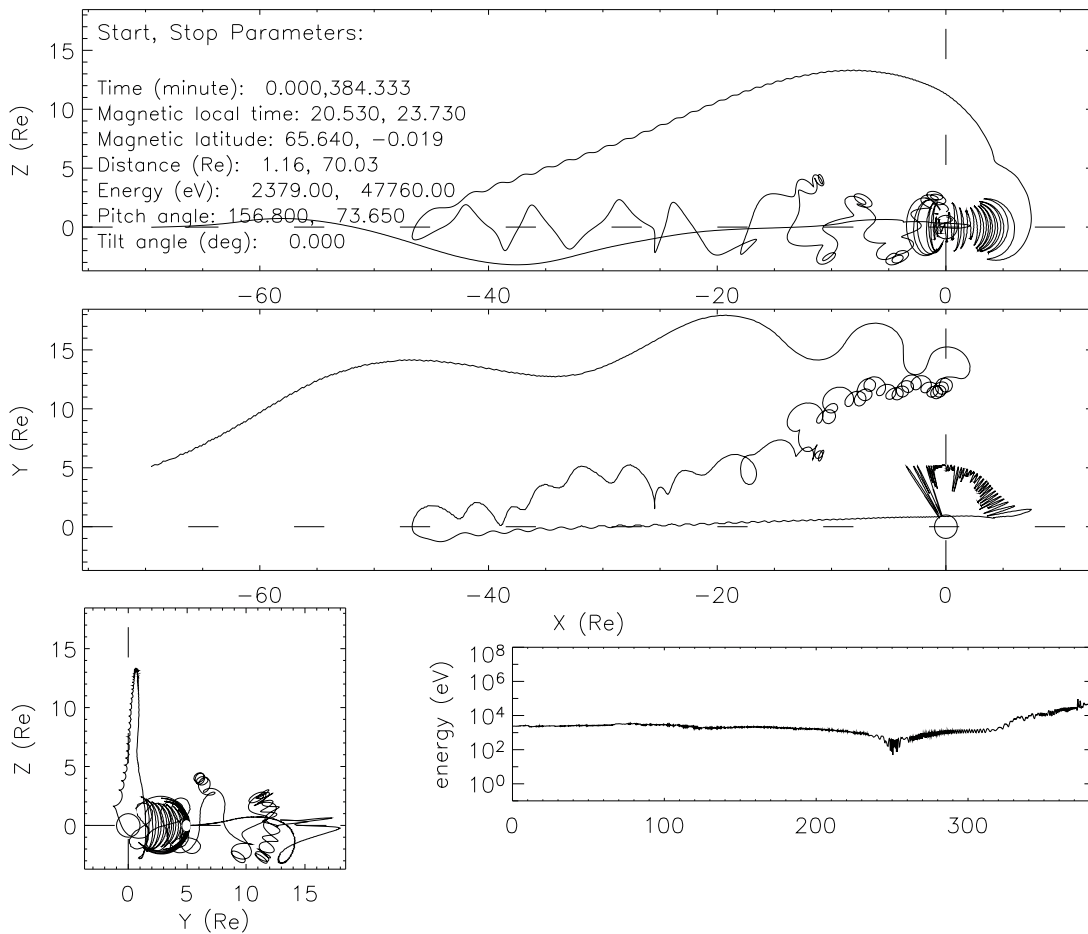 Start, Stop Parameters:
Time (minute): 0.000,384.333
Magnetic local time: 20.530, 23.730
Magnetic latitude: 65.640, −0.019
Distance (Re): 1.16, 70.03
Energy (eV): 2379.00, 47760.00
Pitch angle: 156.800, 73.650
Tilt angle (deg): 0.000
Z (Re)
15
10
5
0
−60 −40 −20 0
Y (Re)
15
10
5
0
−60 −40 −20 0
X (Re)
Z (Re)
15
10
5
0
0 5 10 15
Y (Re)
energy (eV)
10⁸
10⁶
10⁴
10²
10⁰
0 100 200 300